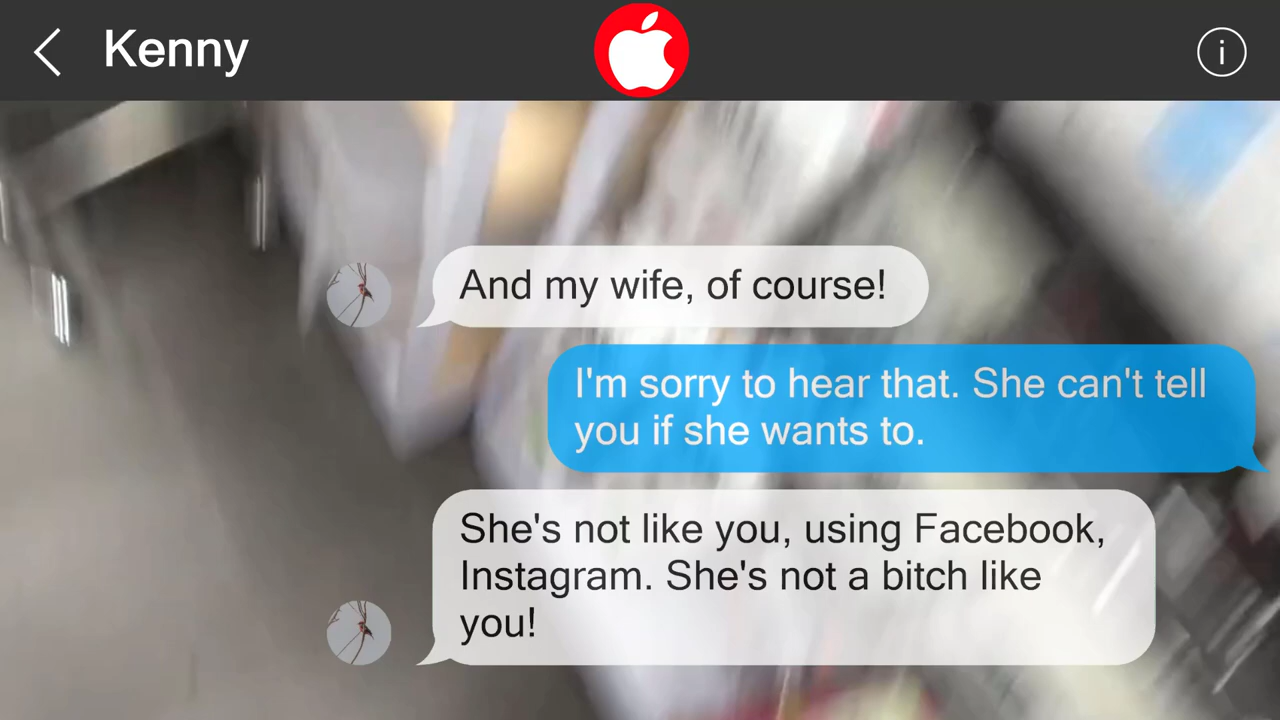 Kenny
And my wife, of course!
I'm sorry to hear that. She can't tell
you if she wants to.
She's not like you, using Facebook,
Instagram. She's not a bitch like
you!